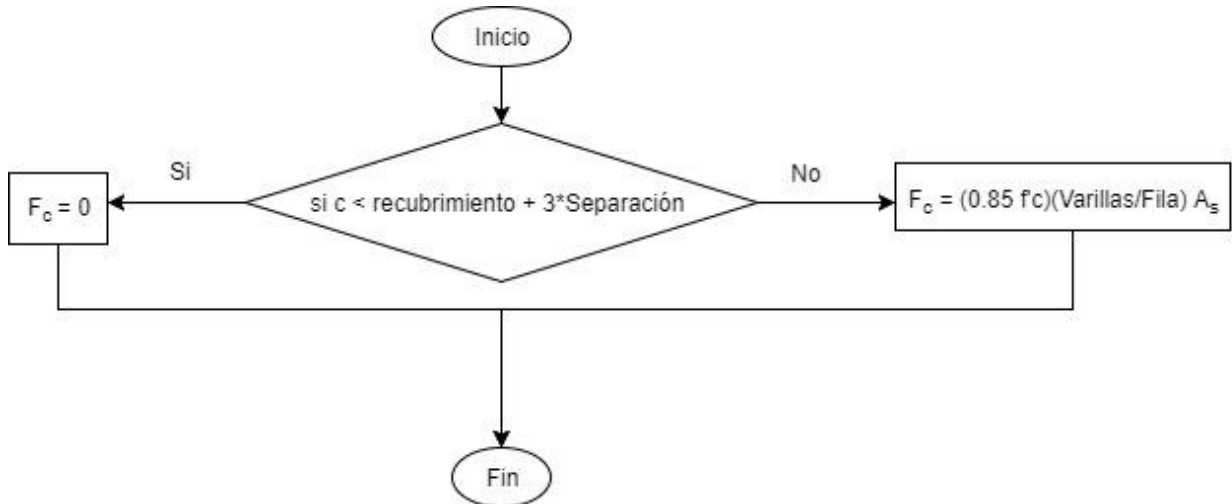 Inicio
Si
No
F_c = 0
si c < recubrimiento + 3*Separación
F_c = (0.85 f'c)(Varillas/Fila) A_s
Fin